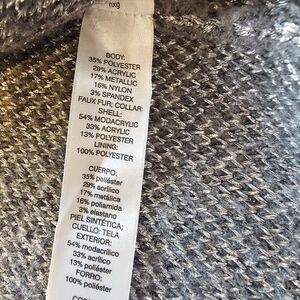 BODY:
35% POLYESTER
29% ACRYLIC
17% METALLIC
16% NYLON
3% SPANDEX
FAUX FUR: COLLAR:
SHELL:
54% MODACRYLIC
33% ACRYLIC
13% POLYESTER
LINING:
100% POLYESTER
CUERPO:
35% poliéster
29% acrílico
17% metálica
16% poliamida
3% elastano
PIEL SINTÉTICA;
CUELLO: TELA
EXTERIOR:
54% modacrílico
33% acrílico
13% poliéster
FORRO:
100% poliéster